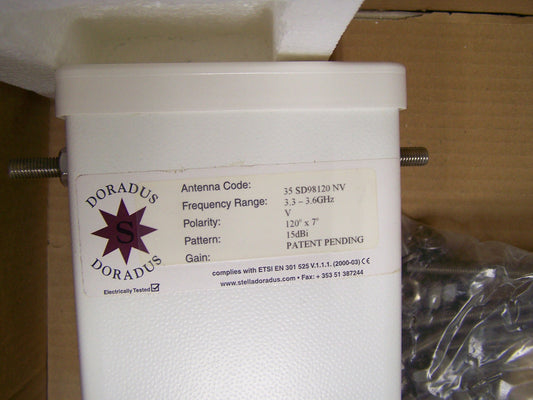 DORADUS
S
DORADUS
Electrically Tested
Antenna Code: 35 SD98120 NV
Frequency Range: 3.3 – 3.6GHz
Polarity: V
Pattern: 120° x 7°
Gain: 15dBi
PATENT PENDING
complies with ETSI EN 301 525 V.1.1.1. (2000-03) CE
www.stelladoradus.com • Fax: + 353 51 387244